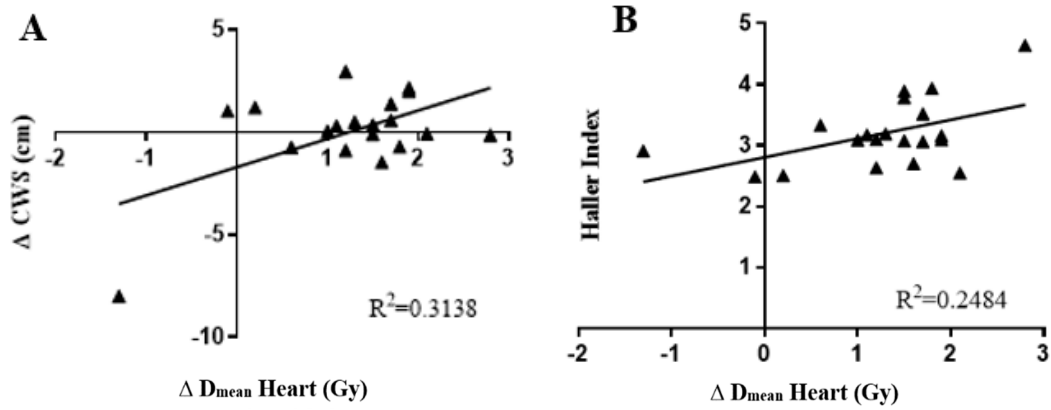 A
5
-2 -1 1 2 3
-5
-10
Δ CWS (cm)
R²=0.3138
Δ Dmean Heart (Gy)
B
5
4
3
2
1
-2 -1 0 1 2 3
Haller Index
R²=0.2484
Δ Dmean Heart (Gy)